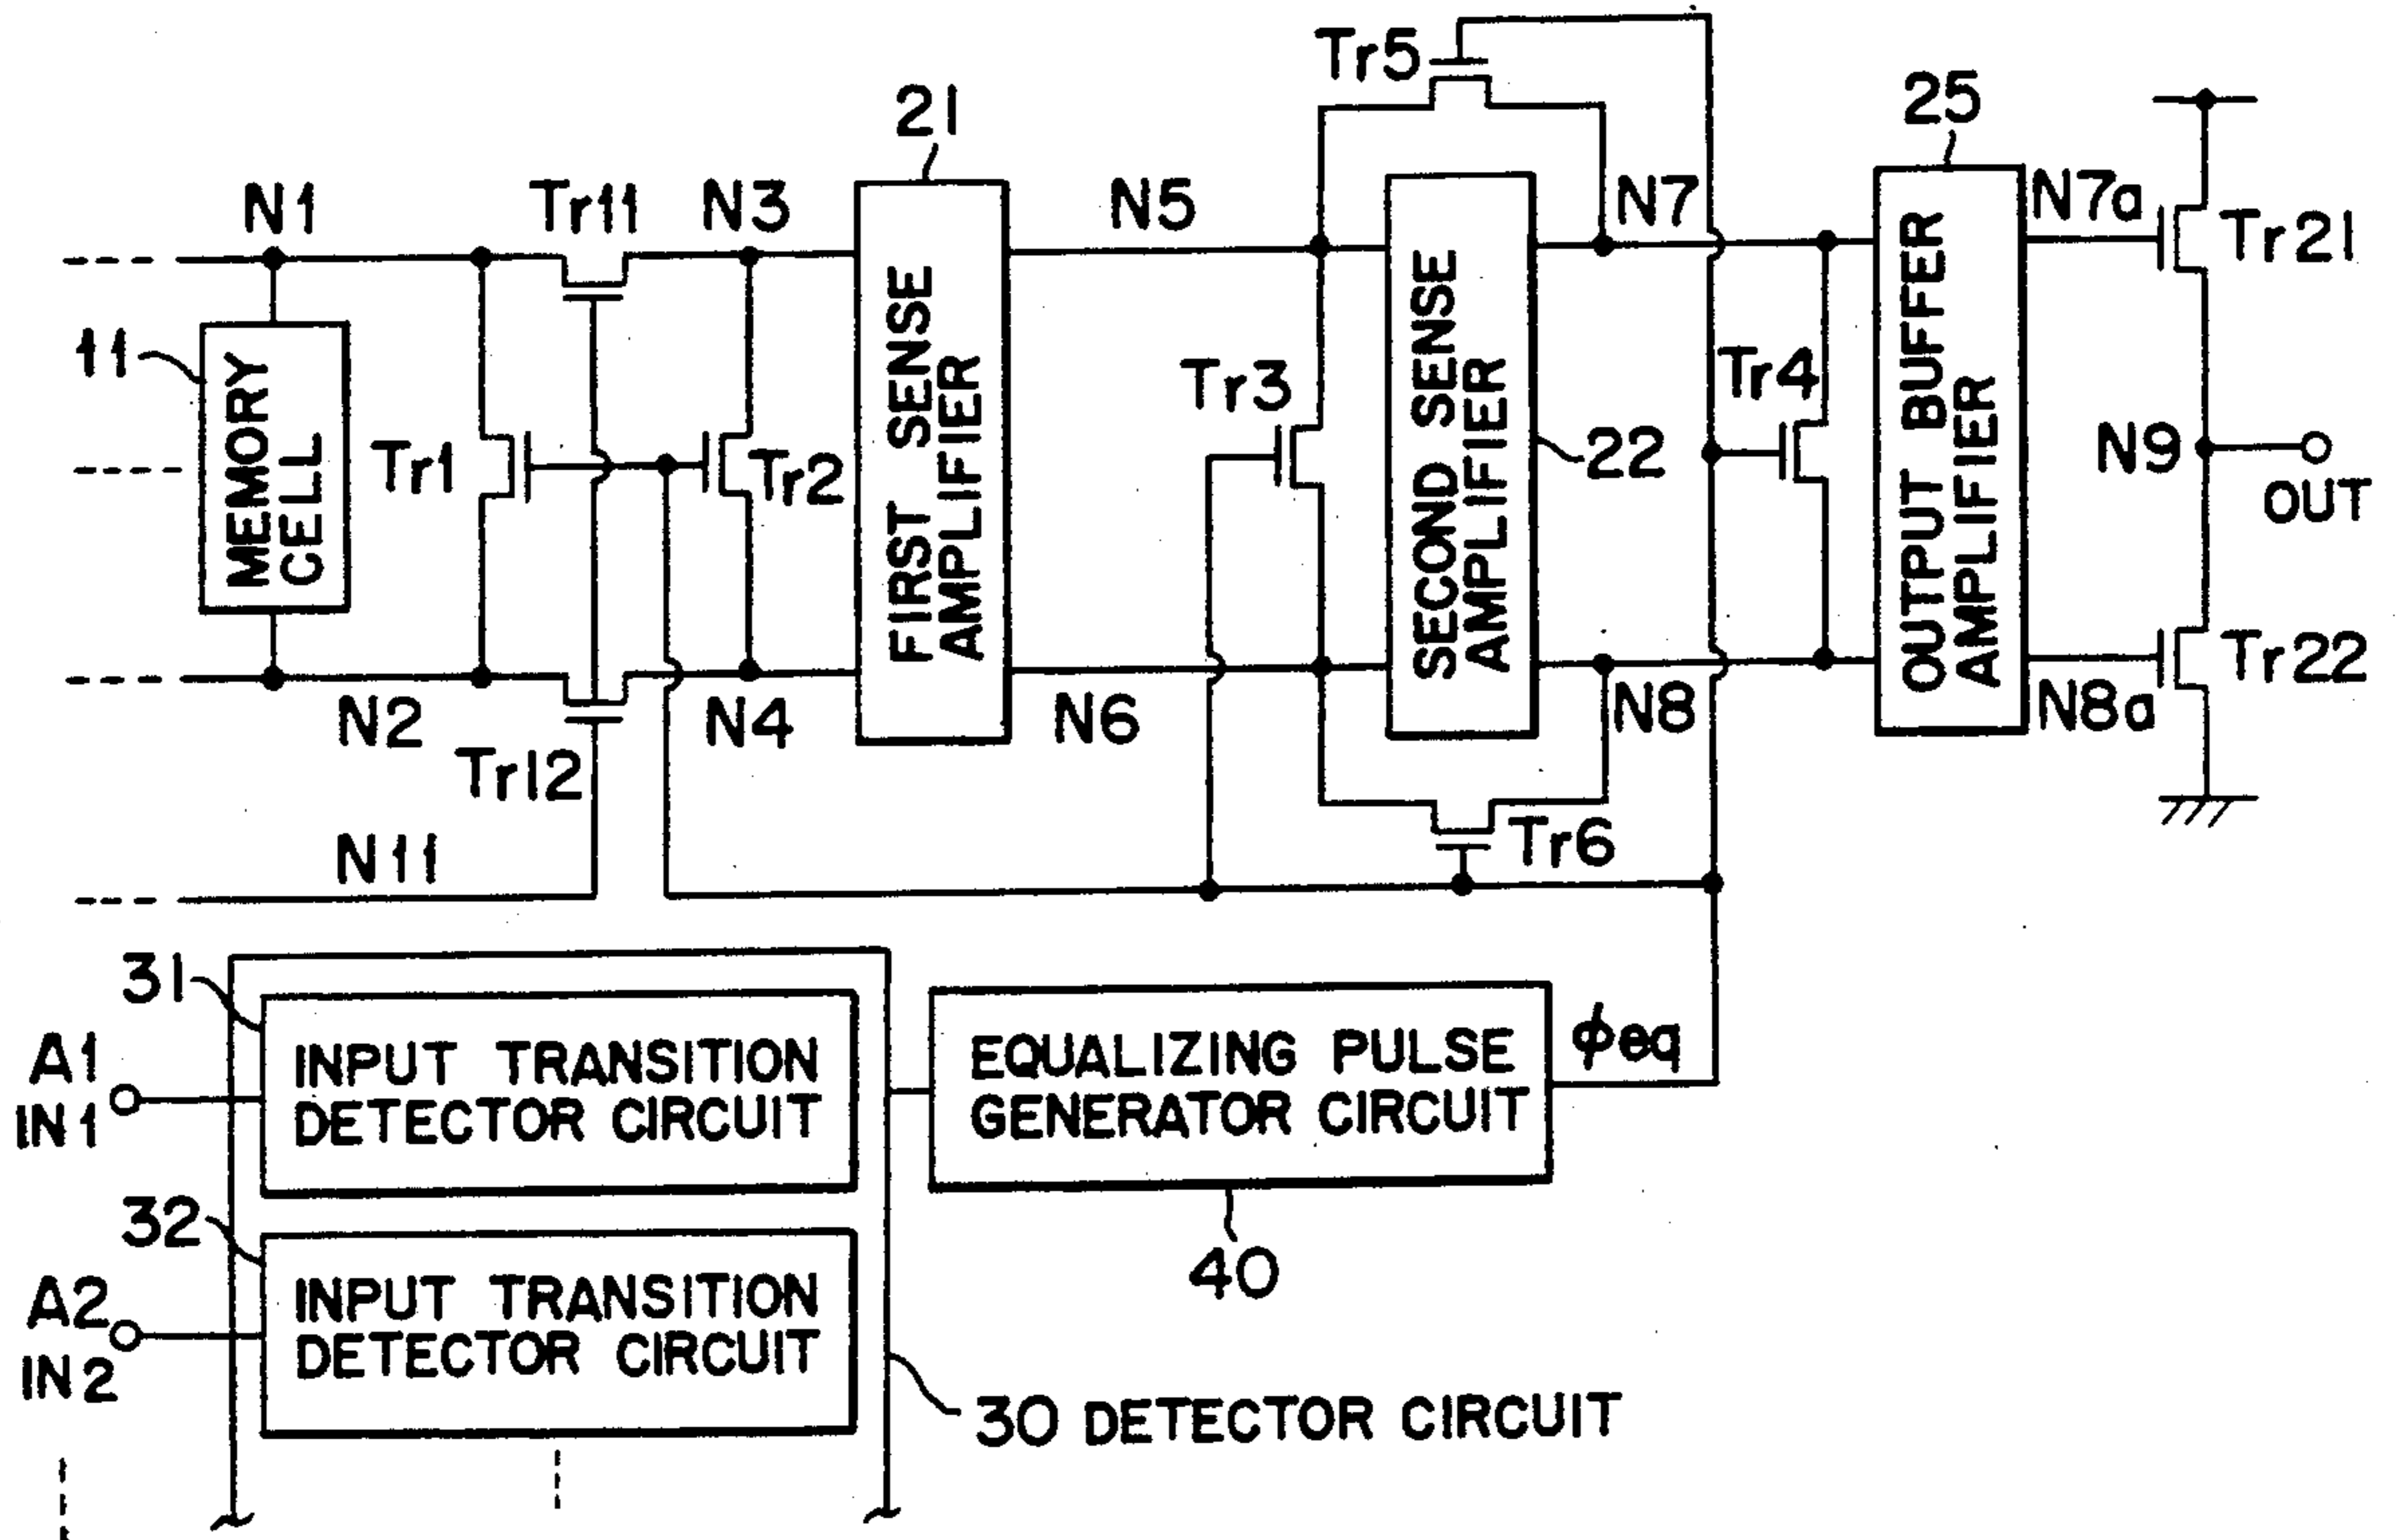 Tr5
21
25
N1
Tr11
N3
N5
N7
N7a
Tr21
11
MEMORY
CELL
Tr1
Tr2
FIRST SENSE
AMPLIFIER
Tr3
SECOND SENSE
AMPLIFIER
22
Tr4
OUTPUT BUFFER
AMPLIFIER
N9
OUT
N2
Tr12
N4
N6
N8
N8a
Tr22
Tr6
N11
31
A1
IN1
INPUT TRANSITION
DETECTOR CIRCUIT
EQUALIZING PULSE
GENERATOR CIRCUIT
ϕeq
40
32
A2
IN2
INPUT TRANSITION
DETECTOR CIRCUIT
30 DETECTOR CIRCUIT